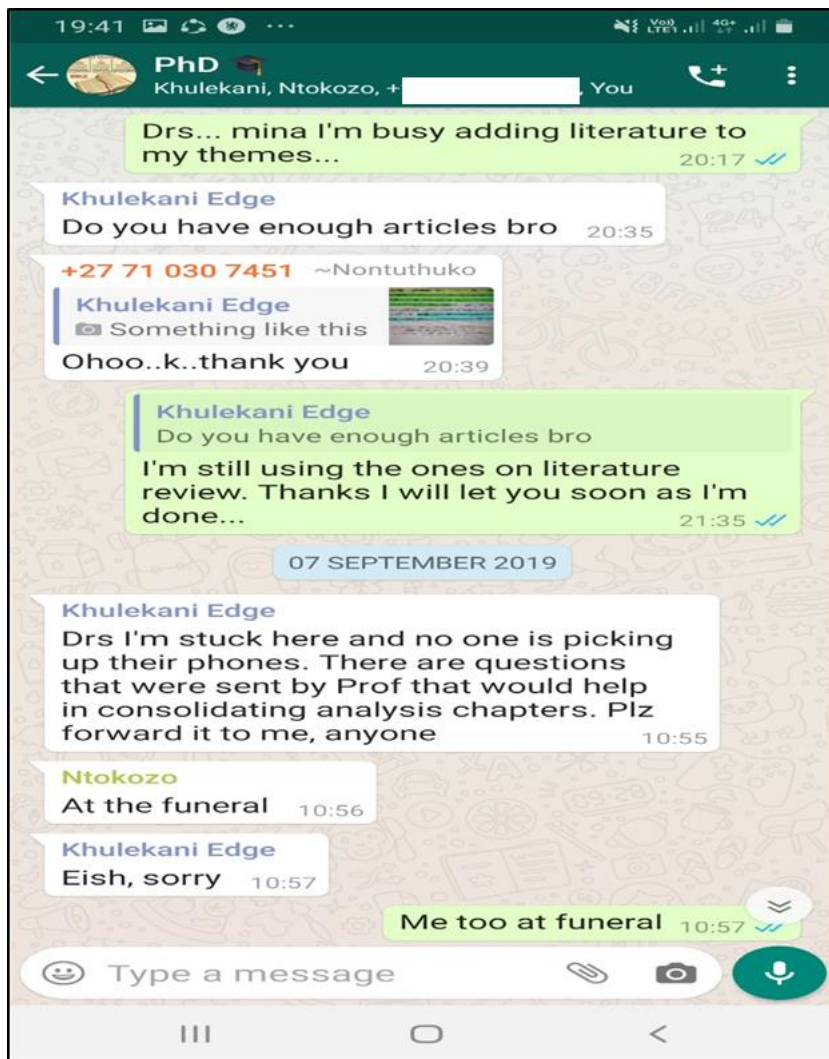 19:41
Voi) 4G+
LTE1
PhD
Khulekani, Ntokozo, + , You
Drs... mina I'm busy adding literature to
my themes...
20:17
Khulekani Edge
Do you have enough articles bro 20:35
+27 71 030 7451 ~Nontuthuko
Khulekani Edge
Something like this
Ohoo..k..thank you 20:39
Khulekani Edge
Do you have enough articles bro
I'm still using the ones on literature
review. Thanks I will let you soon as I'm
done...
21:35
07 SEPTEMBER 2019
Khulekani Edge
Drs I'm stuck here and no one is picking
up their phones. There are questions
that were sent by Prof that would help
in consolidating analysis chapters. Plz
forward it to me, anyone 10:55
Ntokozo
At the funeral 10:56
Khulekani Edge
Eish, sorry 10:57
Me too at funeral 10:57
Type a message